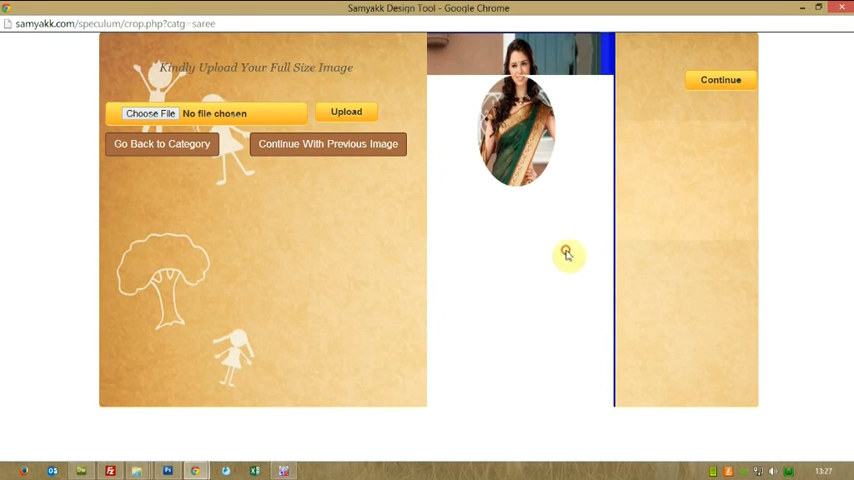 Samyakk Design Tool - Google Chrome
samyakk.com/speculum/crop.php?catg=saree
Kindly Upload Your Full Size Image
Continue
Choose File No file chosen Upload
Go Back to Category Continue With Previous Image
13:27